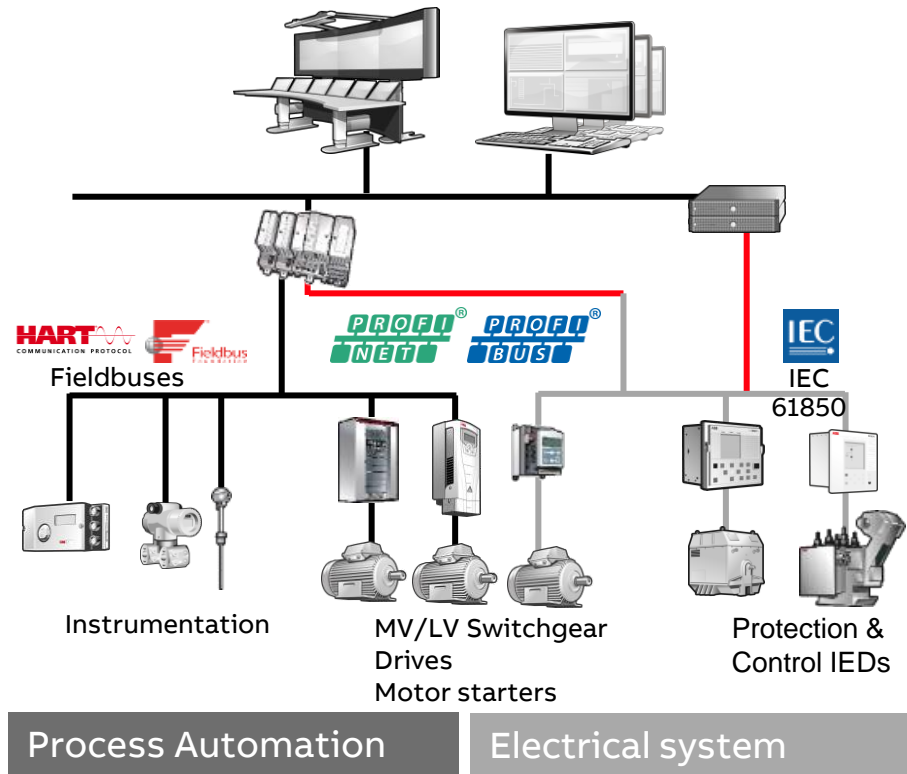 HART
COMMUNICATION PROTOCOL
Fieldbus
Foundation
Fieldbuses
PROFI®
NET
PROFI®
BUS
IEC
IEC
61850
Instrumentation
MV/LV Switchgear
Drives
Motor starters
Protection &
Control IEDs
Process Automation
Electrical system